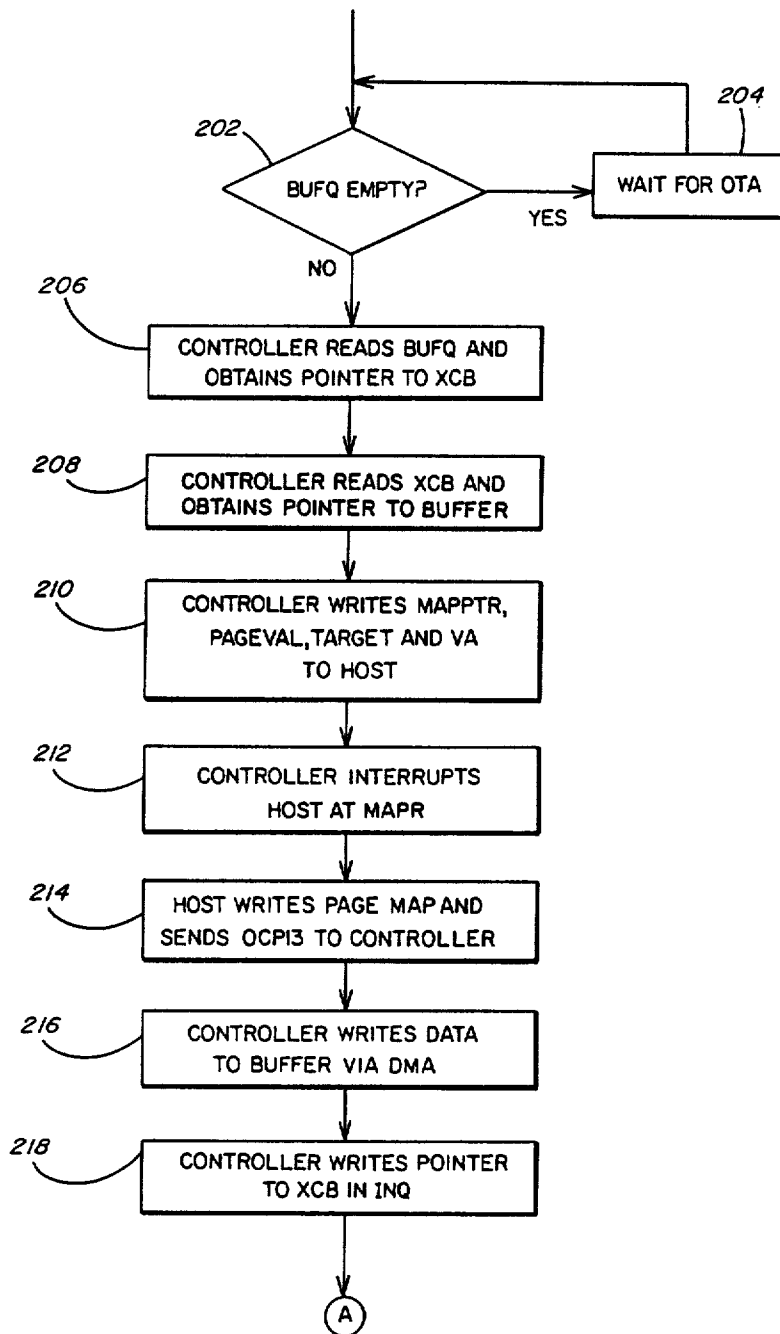 204
202
BUFQ EMPTY?
WAIT FOR OTA
YES
NO
206
CONTROLLER READS BUFQ AND
OBTAINS POINTER TO XCB
208
CONTROLLER READS XCB AND
OBTAINS POINTER TO BUFFER
210
CONTROLLER WRITES MAPPTR,
PAGEVAL, TARGET AND VA
TO HOST
212
CONTROLLER INTERRUPTS
HOST AT MAPR
214
HOST WRITES PAGE MAP AND
SENDS OCP13 TO CONTROLLER
216
CONTROLLER WRITES DATA
TO BUFFER VIA DMA
218
CONTROLLER WRITES POINTER
TO XCB IN INQ
A